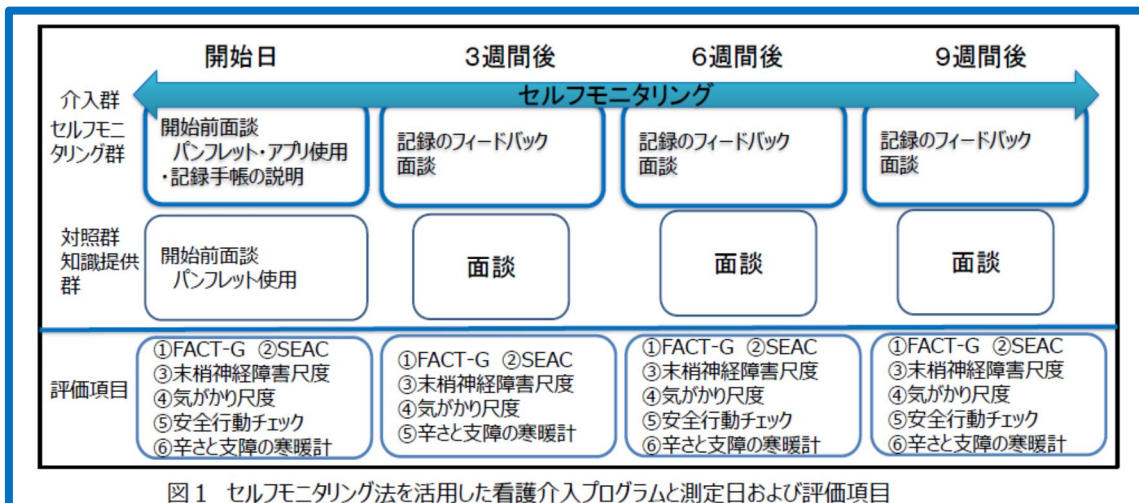 開始日 3週間後 6週間後 9週間後
セルフモニタリング
介入群
セルフモニ
タリング群
開始前面談
パンフレット・アプリ使用
・記録手帳の説明
記録のフィードバック
面談
記録のフィードバック
面談
記録のフィードバック
面談
対照群
知識提供
群
開始前面談
パンフレット使用
面談
面談
面談
評価項目
①FACT-G ②SEAC
③末梢神経障害尺度
④気がかり尺度
⑤安全行動チェック
⑥辛さと支障の寒暖計
①FACT-G ②SEAC
③末梢神経障害尺度
④気がかり尺度
⑤辛さと支障の寒暖計
①FACT-G ②SEAC
③末梢神経障害尺度
④気がかり尺度
⑤安全行動チェック
⑥辛さと支障の寒暖計
①FACT-G ②SEAC
③末梢神経障害尺度
④気がかり尺度
⑤安全行動チェック
⑥辛さと支障の寒暖計
図1 セルフモニタリング法を活用した看護介入プログラムと測定日および評価項目